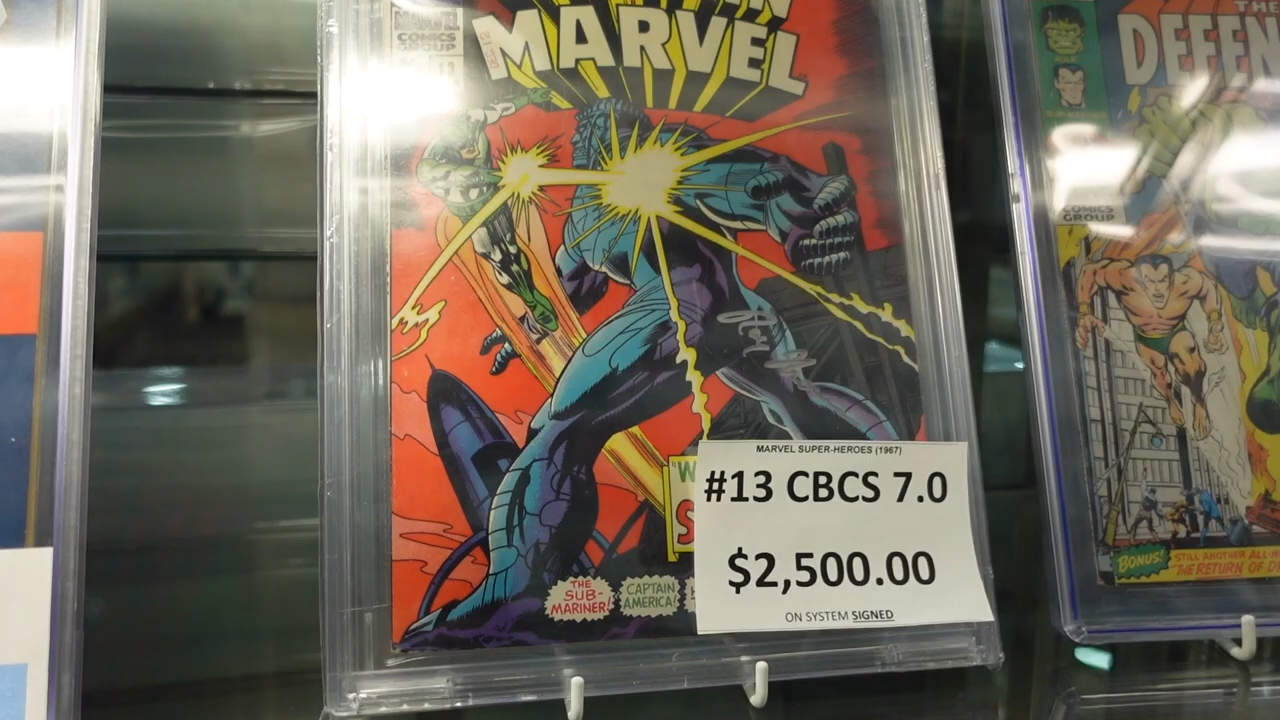 MARVEL
COMICS
GROUP
MARVEL
THE
SUB-
MARINER!
CAPTAIN
AMERICA!
MARVEL SUPER-HEROES (1967)
#13 CBCS 7.0
$2,500.00
ON SYSTEM SIGNED
THE
DEFEN
COMICS
GROUP
BONUS!
STILL ANOTHER ALL-
"THE RETURN OF